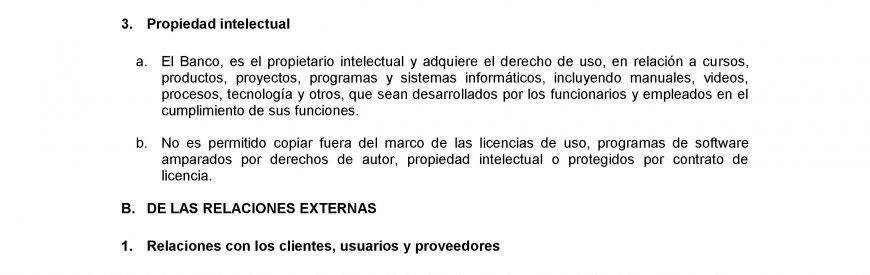 3. Propiedad intelectual
a. El Banco, es el propietario intelectual y adquiere el derecho de uso, en relación a cursos,
productos, proyectos, programas y sistemas informáticos, incluyendo manuales, videos,
procesos, tecnología y otros, que sean desarrollados por los funcionarios y empleados en el
cumplimiento de sus funciones.
b. No es permitido copiar fuera del marco de las licencias de uso, programas de software
amparados por derechos de autor, propiedad intelectual o protegidos por contrato de
licencia.
B. DE LAS RELACIONES EXTERNAS
1. Relaciones con los clientes, usuarios y proveedores